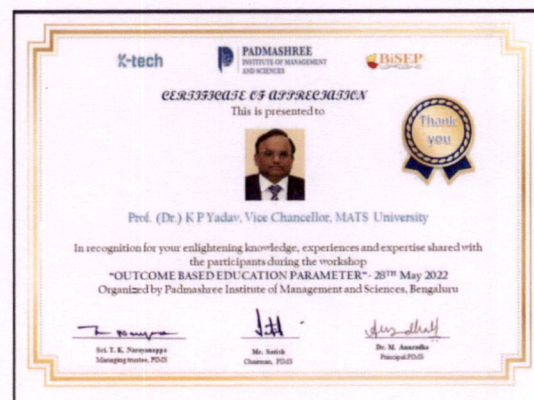 K-tech
PADMASHREE
INSTITUTE OF MANAGEMENT
AND SCIENCES
BiSEP
CERTIFICATE OF APPRECIATION
This is presented to
Thank
you
Prof. (Dr.) K P Yadav, Vice Chancellor, MATS University
In recognition for your enlightening knowledge, experiences and expertise shared with
the participants during the workshop
"OUTCOME BASED EDUCATION PARAMETER"- 28TH May 2022
Organized by Padmashree Institute of Management and Sciences, Bengaluru
Sri. T. K. Narayanappa
Managing trustee, PIMS
Mr. Satish
Chairman, PIMS
Dr. M. Anuradha
Principal PIMS